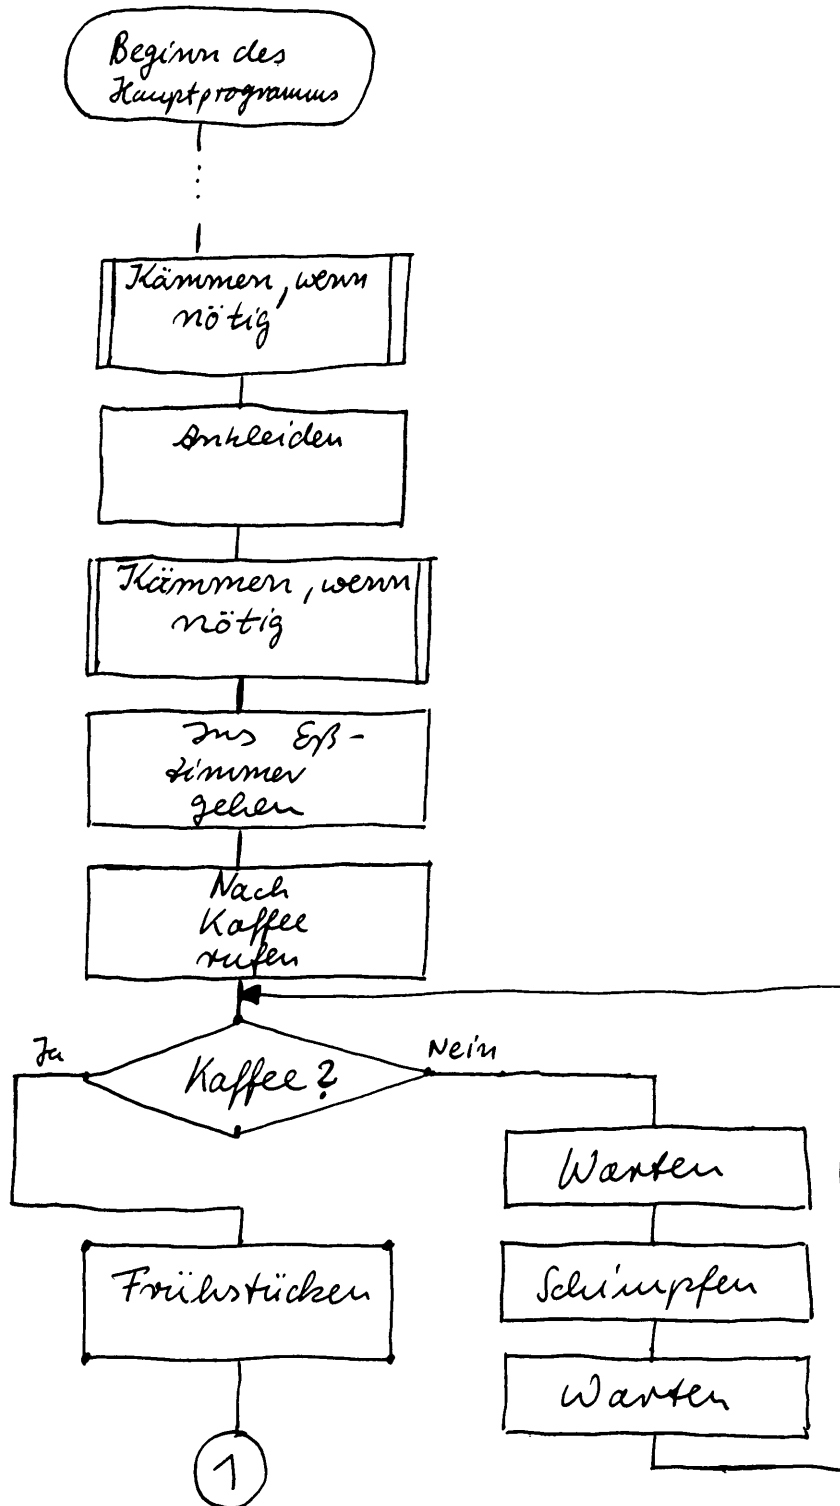 Beginn des
Hauptprogramms
Kämmen, wenn
nötig
Ankleiden
Kämmen, wenn
nötig
Ins Eß-
zimmer
gehen
Nach
Kaffee
rufen
Ja
Kaffee?
Nein
Warten
Schimpfen
Warten
Frühstücken
1